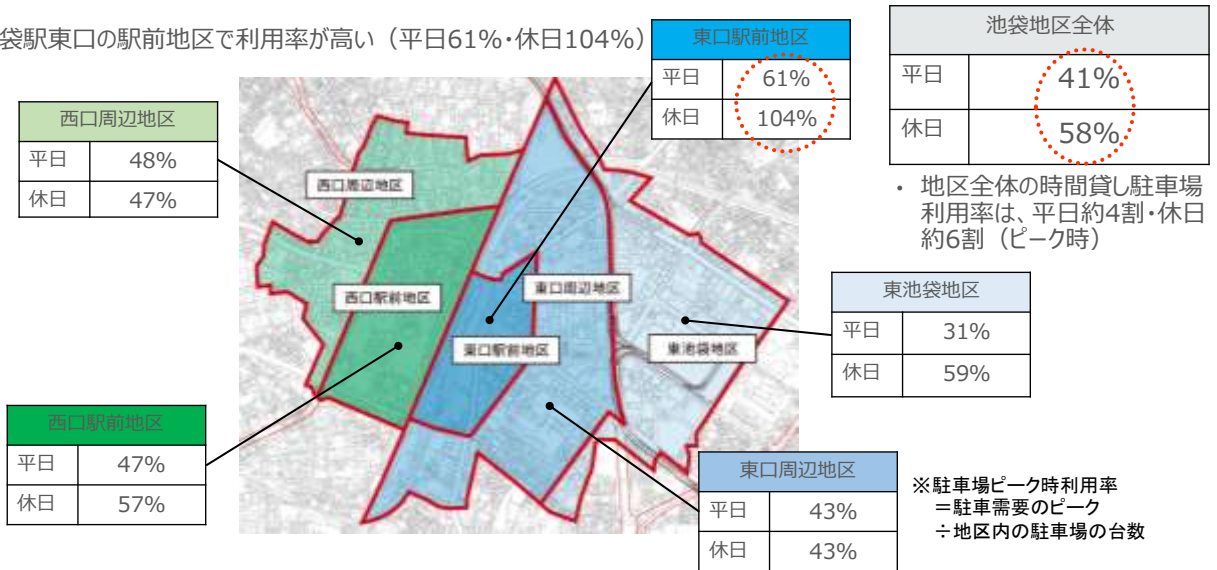 袋駅東口の駅前地区で利用率が高い（平日61%・休日104%）
東口駅前地区
平日 61%
休日 104%
池袋地区全体
平日 41%
休日 58%
・ 地区全体の時間貸し駐車場
利用率は、平日約4割・休日
約6割（ピーク時）
西口周辺地区
平日 48%
休日 47%
西口周辺地区
西口駅前地区
東口周辺地区
東口駅前地区
東池袋地区
東池袋地区
平日 31%
休日 59%
西口駅前地区
平日 47%
休日 57%
東口周辺地区
平日 43%
休日 43%
※駐車場ピーク時利用率
＝駐車需要のピーク
÷地区内の駐車場の台数